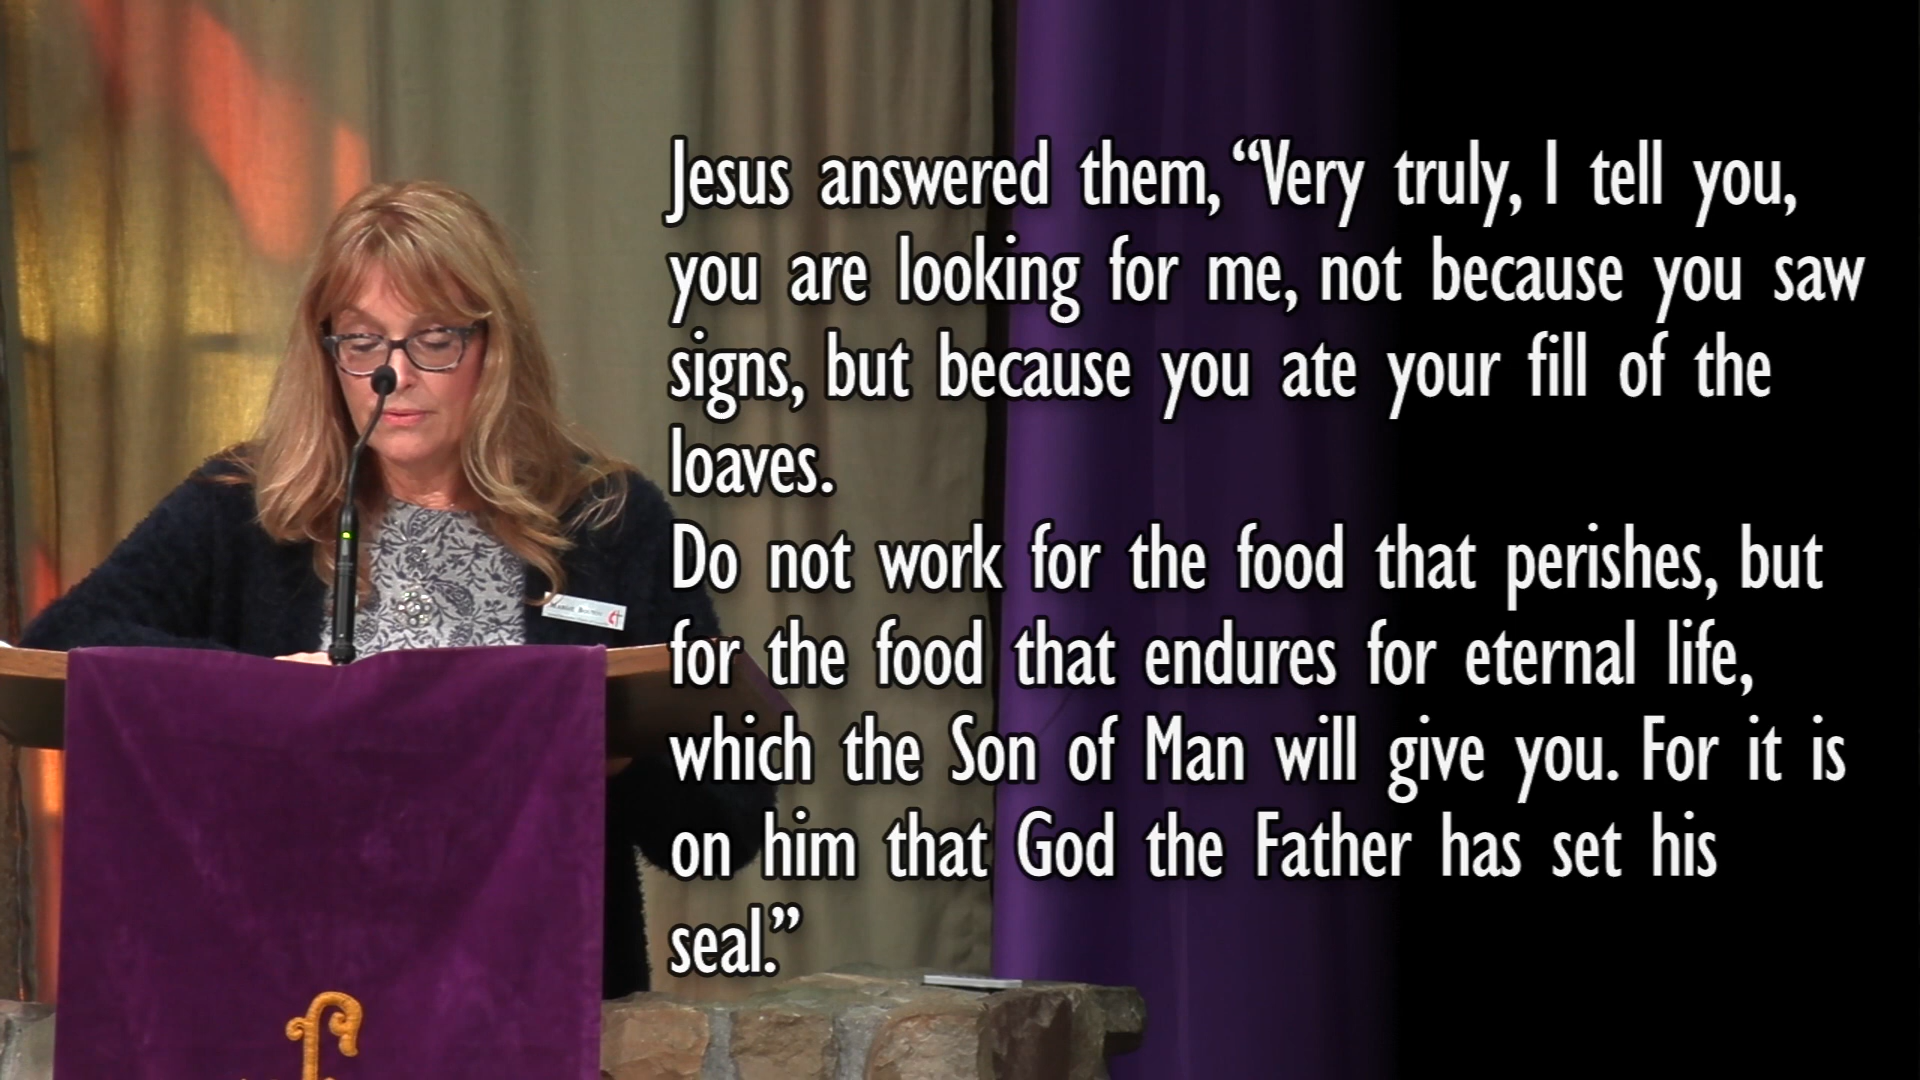 Jesus answered them, “Very truly, I tell you,
you are looking for me, not because you saw
signs, but because you ate your fill of the
loaves.
Do not work for the food that perishes, but
for the food that endures for eternal life,
which the Son of Man will give you. For it is
on him that God the Father has set his
seal.”